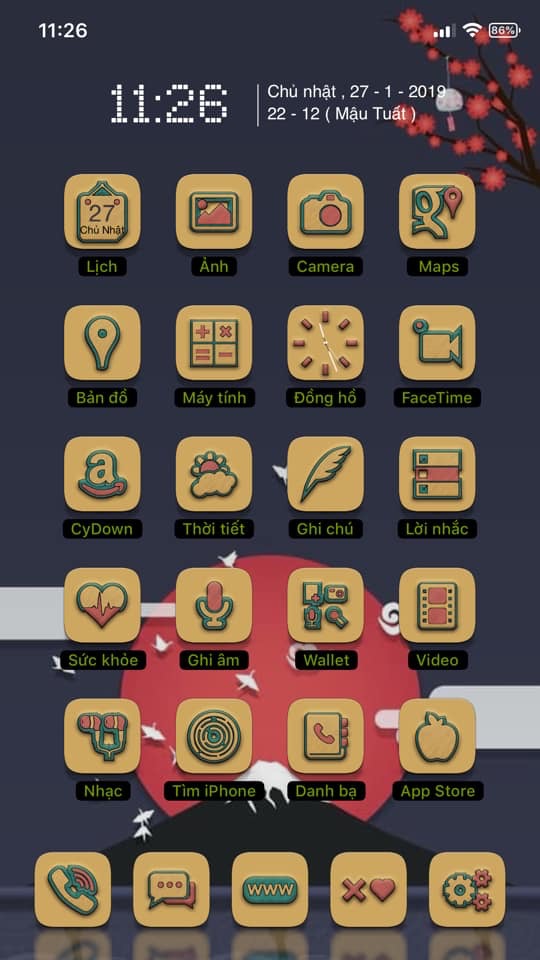 11:26
86%
11:26
Chủ nhật , 27 - 1 - 2019
22 - 12 ( Mậu Tuất )
27
Chủ Nhật
Lịch
Ảnh
Camera
Maps
Bản đồ
Máy tính
Đồng hồ
FaceTime
a
CyDown
Thời tiết
Ghi chú
Lời nhắc
Sức khỏe
Ghi âm
Wallet
Video
Nhạc
Tìm iPhone
Danh bạ
App Store
WWW